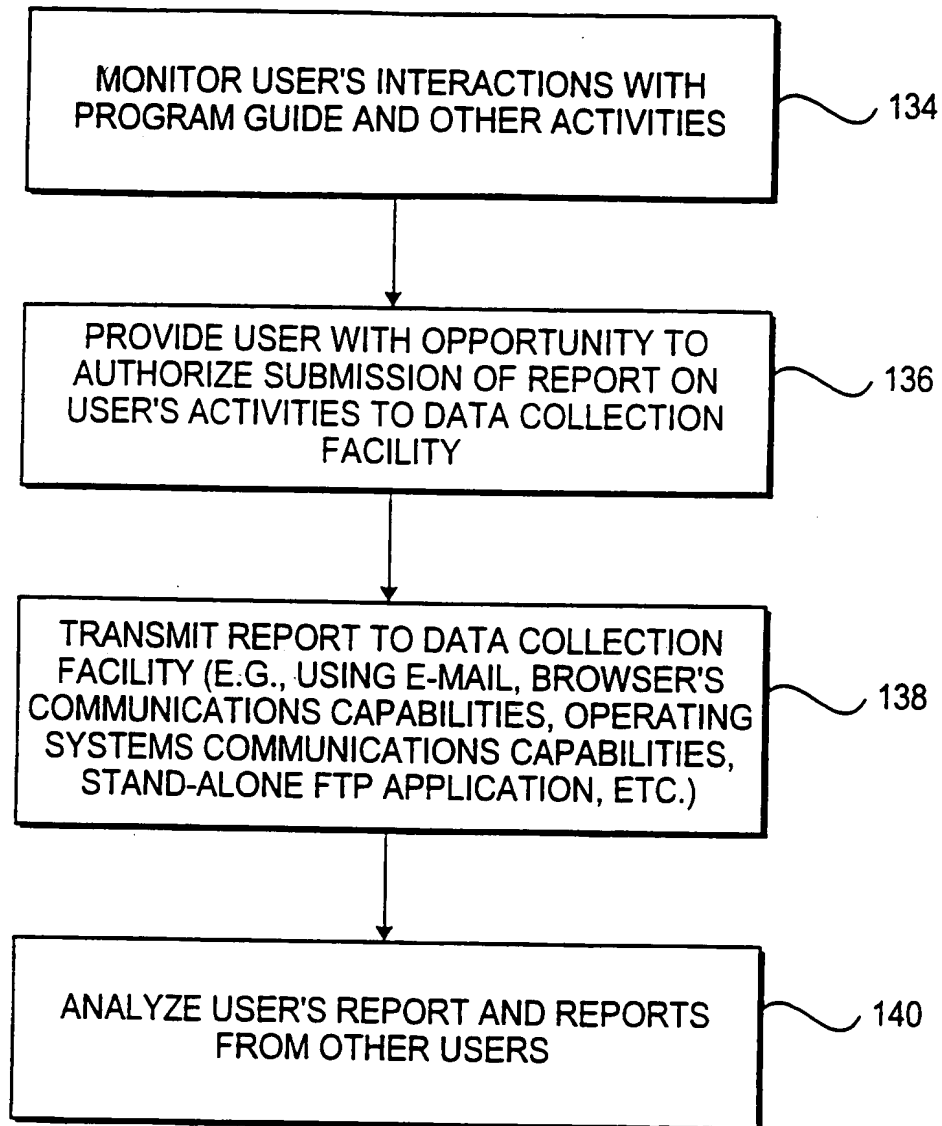 MONITOR USER'S INTERACTIONS WITH
PROGRAM GUIDE AND OTHER ACTIVITIES
134
PROVIDE USER WITH OPPORTUNITY TO
AUTHORIZE SUBMISSION OF REPORT ON
USER'S ACTIVITIES TO DATA COLLECTION
FACILITY
136
TRANSMIT REPORT TO DATA COLLECTION
FACILITY (E.G., USING E-MAIL, BROWSER'S
COMMUNICATIONS CAPABILITIES, OPERATING
SYSTEMS COMMUNICATIONS CAPABILITIES,
STAND-ALONE FTP APPLICATION, ETC.)
138
ANALYZE USER'S REPORT AND REPORTS
FROM OTHER USERS
140